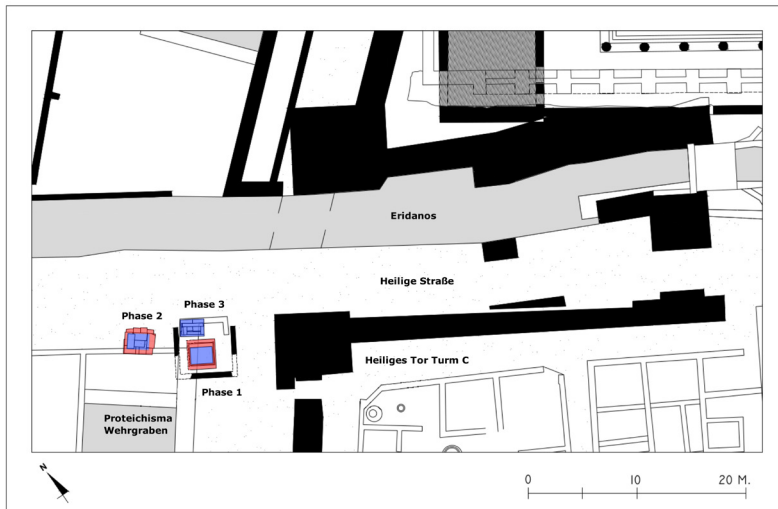 Eridanos
Heilige Straße
Phase 3
Phase 2
Heiliges Tor Turm C
Phase 1
Proteichisma
Wehrgraben
N
0 10 20 M.